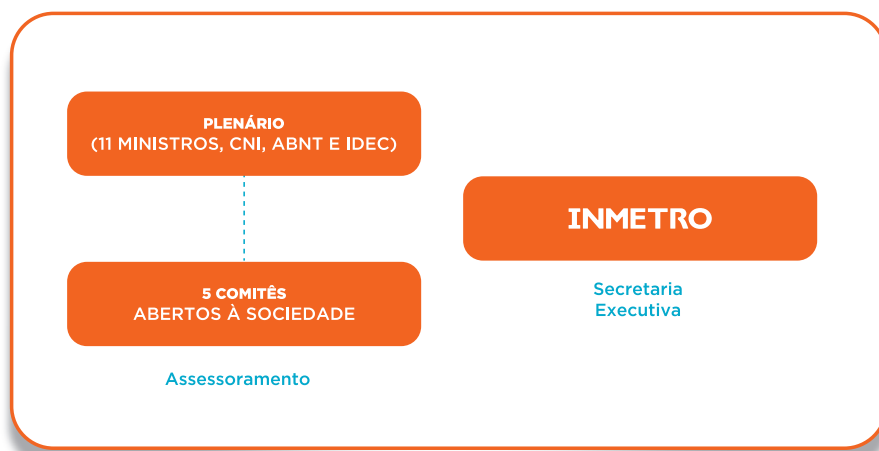 PLENÁRIO
(11 MINISTROS, CNI, ABNT E IDEC)
5 COMITÊS
ABERTOS À SOCIEDADE
Assessoramento
INMETRO
Secretaria
Executiva